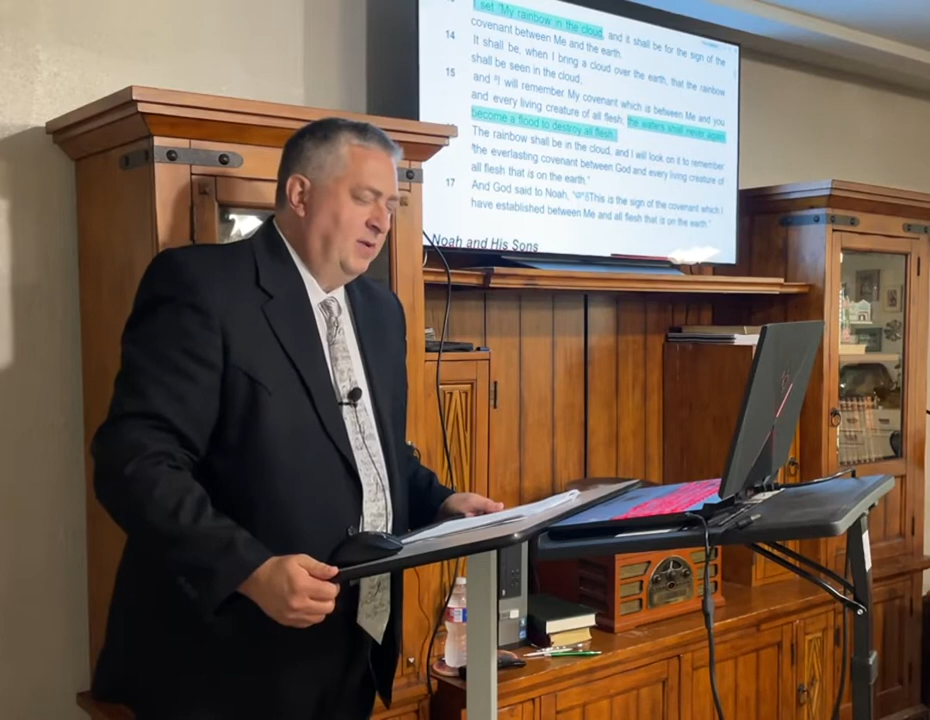 I set My rainbow in the cloud, and it shall be for the sign of the
covenant between Me and the earth.
14 It shall be, when I bring a cloud over the earth, that the rainbow
shall be seen in the cloud;
15 and I will remember My covenant which is between Me and you
and every living creature of all flesh; the waters shall never again
become a flood to destroy all flesh.
The rainbow shall be in the cloud, and I will look on it to remember
the everlasting covenant between God and every living creature of
all flesh that is on the earth."
17 And God said to Noah, "This is the sign of the covenant which I
have established between Me and all flesh that is on the earth."
Noah and His Sons